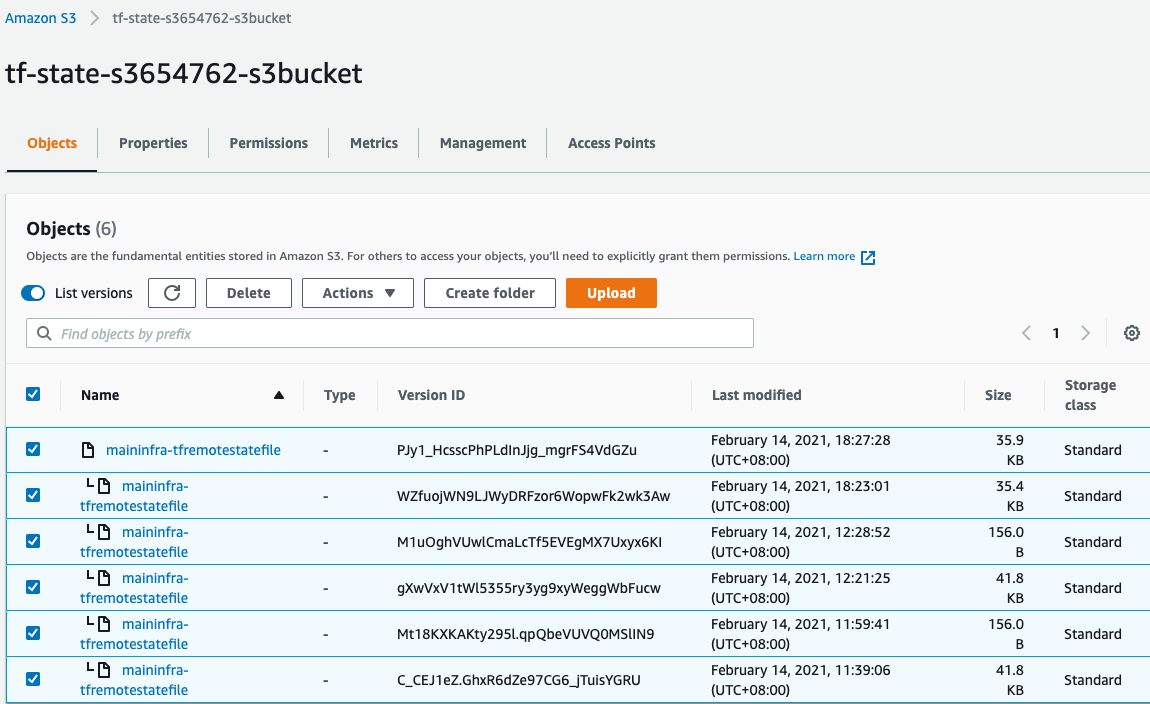 Amazon S3 > tf-state-s3654762-s3bucket
tf-state-s3654762-s3bucket
Objects Properties Permissions Metrics Management Access Points
Objects (6)
Objects are the fundamental entities stored in Amazon S3. For others to access your objects, you'll need to explicitly grant them permissions. Learn more
List versions Delete Actions Create folder Upload
Find objects by prefix 1
Name Type Version ID Last modified Size Storage class
maininfra-tfremotestatefile - PJy1_HcsscPhPLdInJjg_mgrFS4VdGZu February 14, 2021, 18:27:28 (UTC+08:00) 35.9 KB Standard
maininfra-tfremotestatefile - WZfuojWN9LJWyDRFzor6WopwFk2wk3Aw February 14, 2021, 18:23:01 (UTC+08:00) 35.4 KB Standard
maininfra-tfremotestatefile - M1uOghVUwlCmaLcTf5EVEgMX7Uxyx6KI February 14, 2021, 12:28:52 (UTC+08:00) 156.0 B Standard
maininfra-tfremotestatefile - gXwVxV1tWl5355ry3yg9xyWeggWbFucw February 14, 2021, 12:21:25 (UTC+08:00) 41.8 KB Standard
maininfra-tfremotestatefile - Mt18KXKAKty295l.qpQbeVUVQ0MSlIN9 February 14, 2021, 11:59:41 (UTC+08:00) 156.0 B Standard
maininfra-tfremotestatefile - C_CEJ1eZ.GhxR6dZe97CG6_jTuisYGRU February 14, 2021, 11:39:06 (UTC+08:00) 41.8 KB Standard